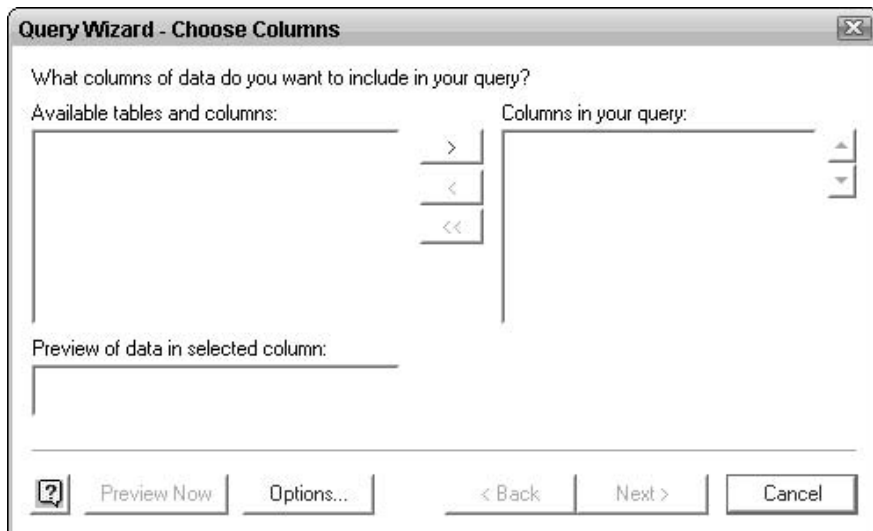 Query Wizard - Choose Columns
What columns of data do you want to include in your query?
Available tables and columns:
Columns in your query:
>
<
<<
Preview of data in selected column:
? Preview Now Options... < Back Next > Cancel